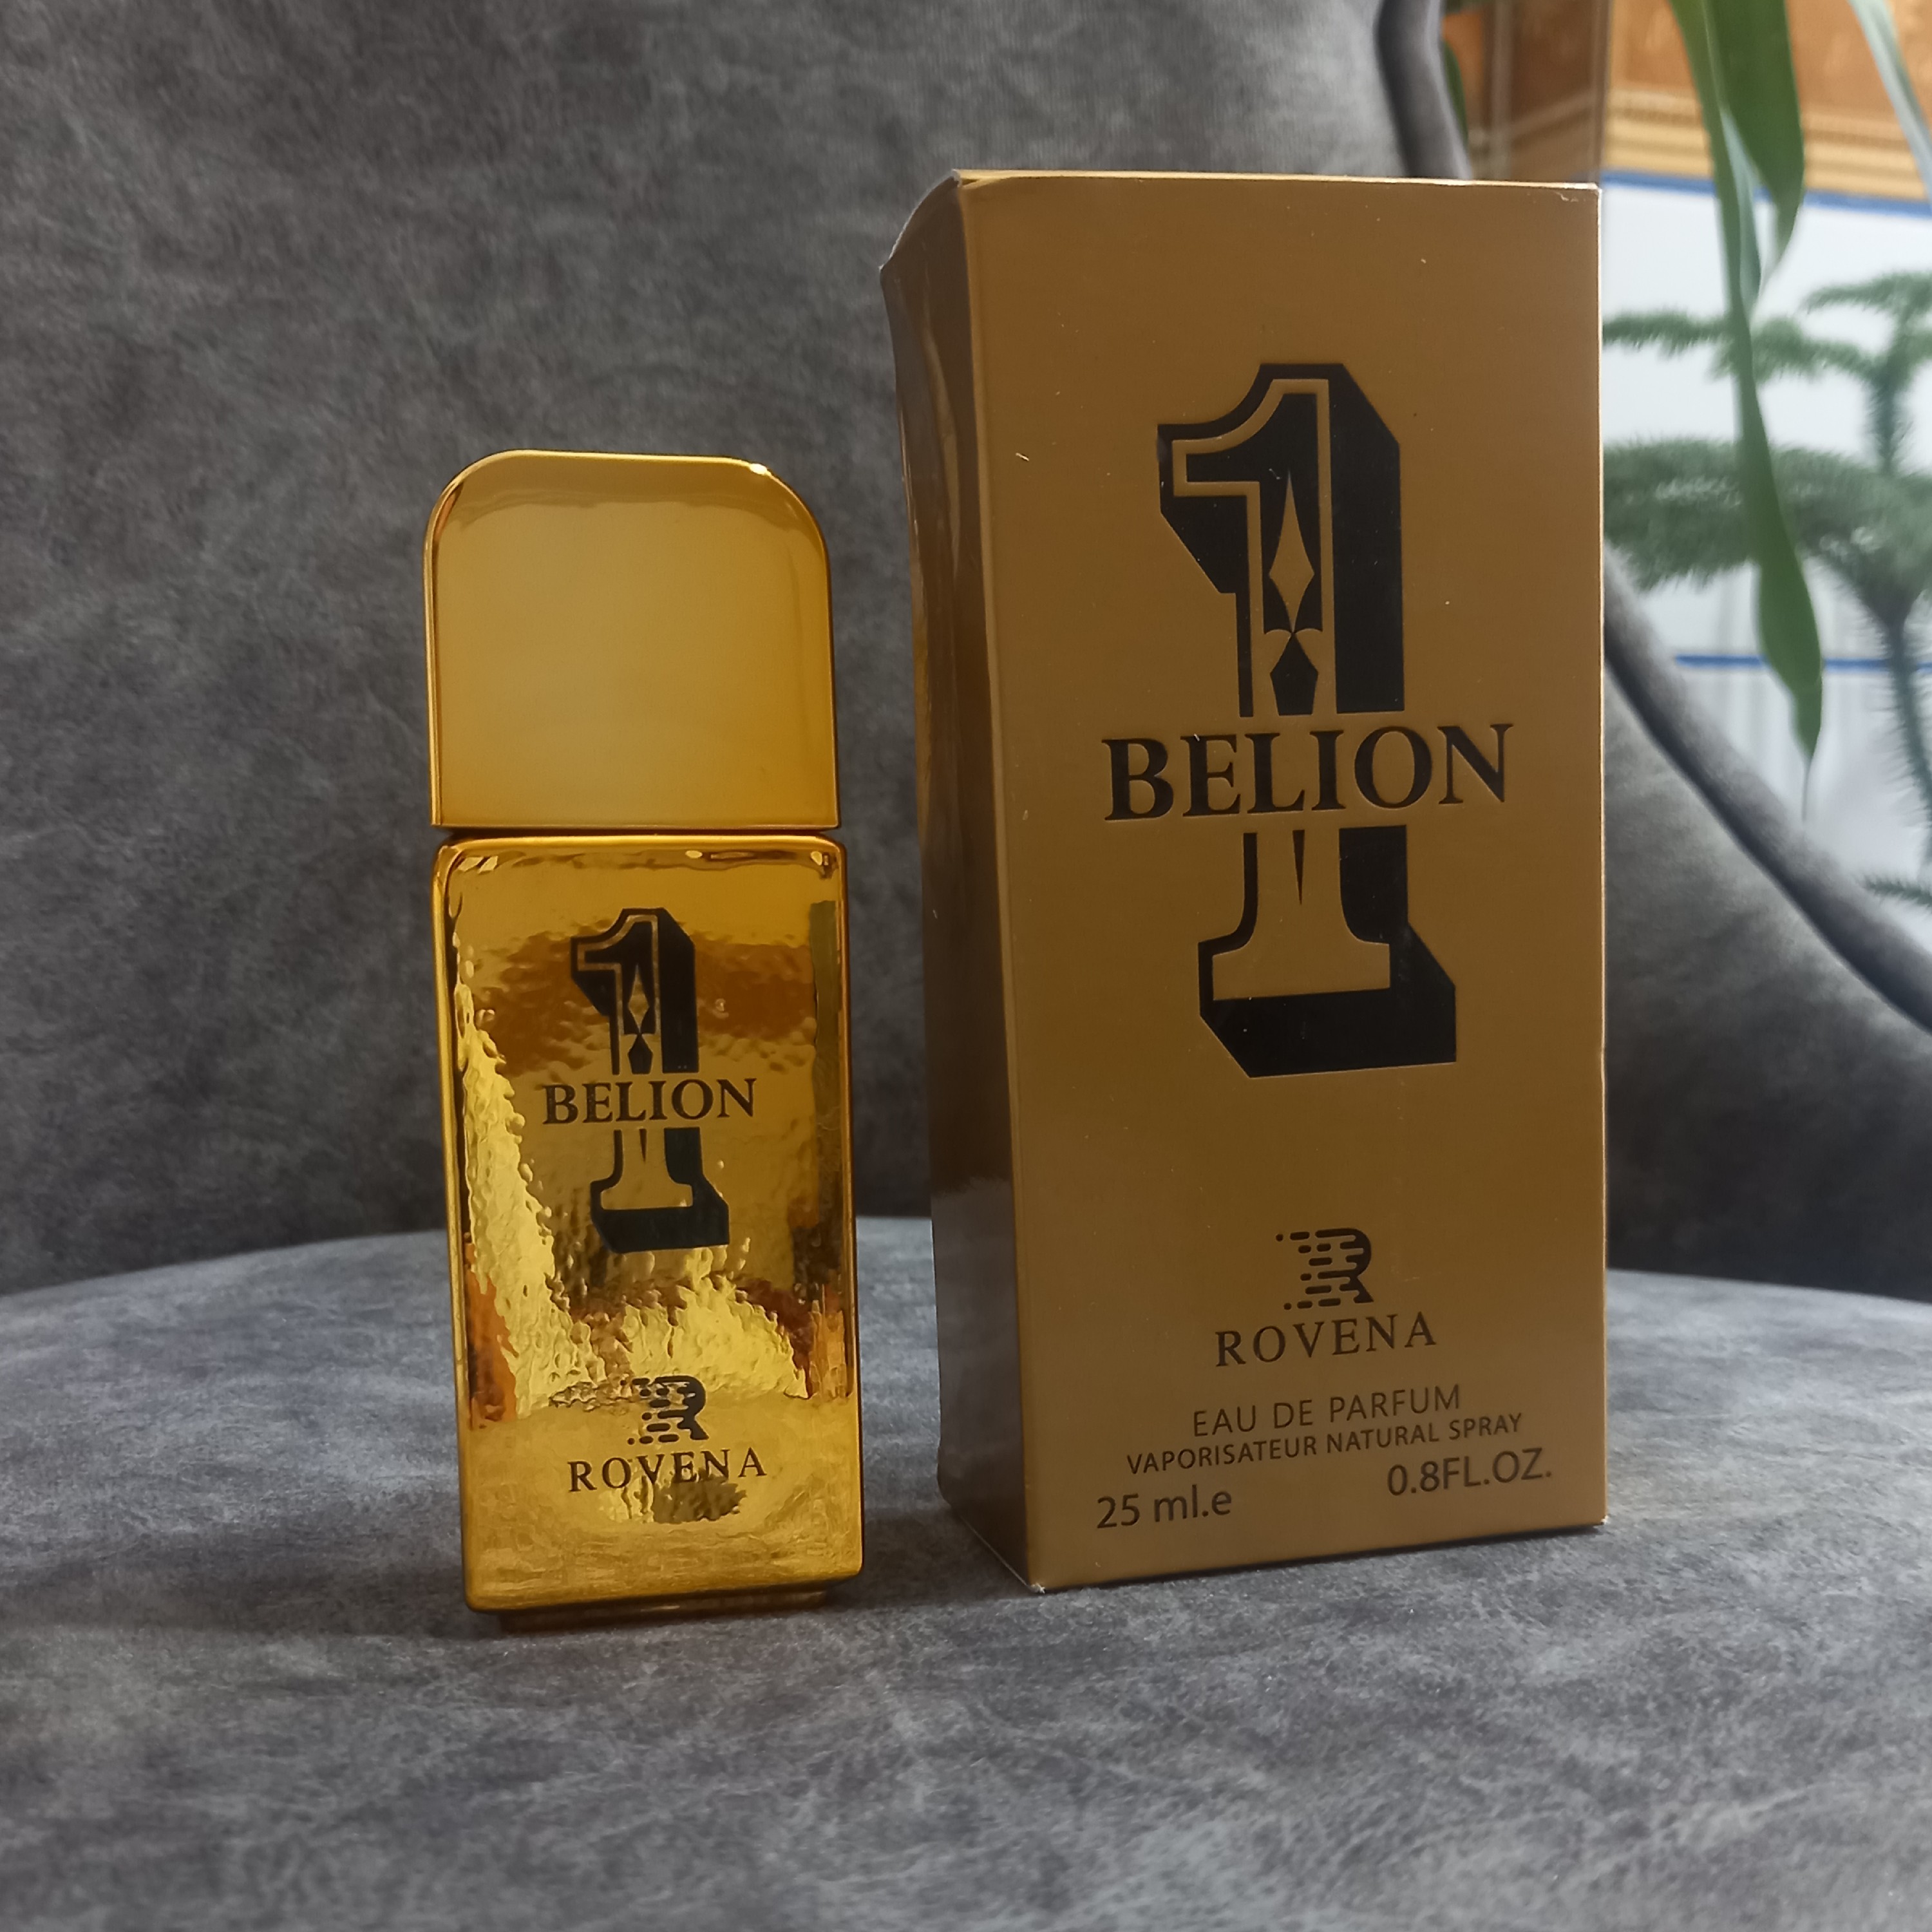 1
BELION
R
ROVENA
1
BELION
R
ROVENA
EAU DE PARFUM
VAPORISATEUR NATURAL SPRAY
25 ml.e 0.8FL.OZ.